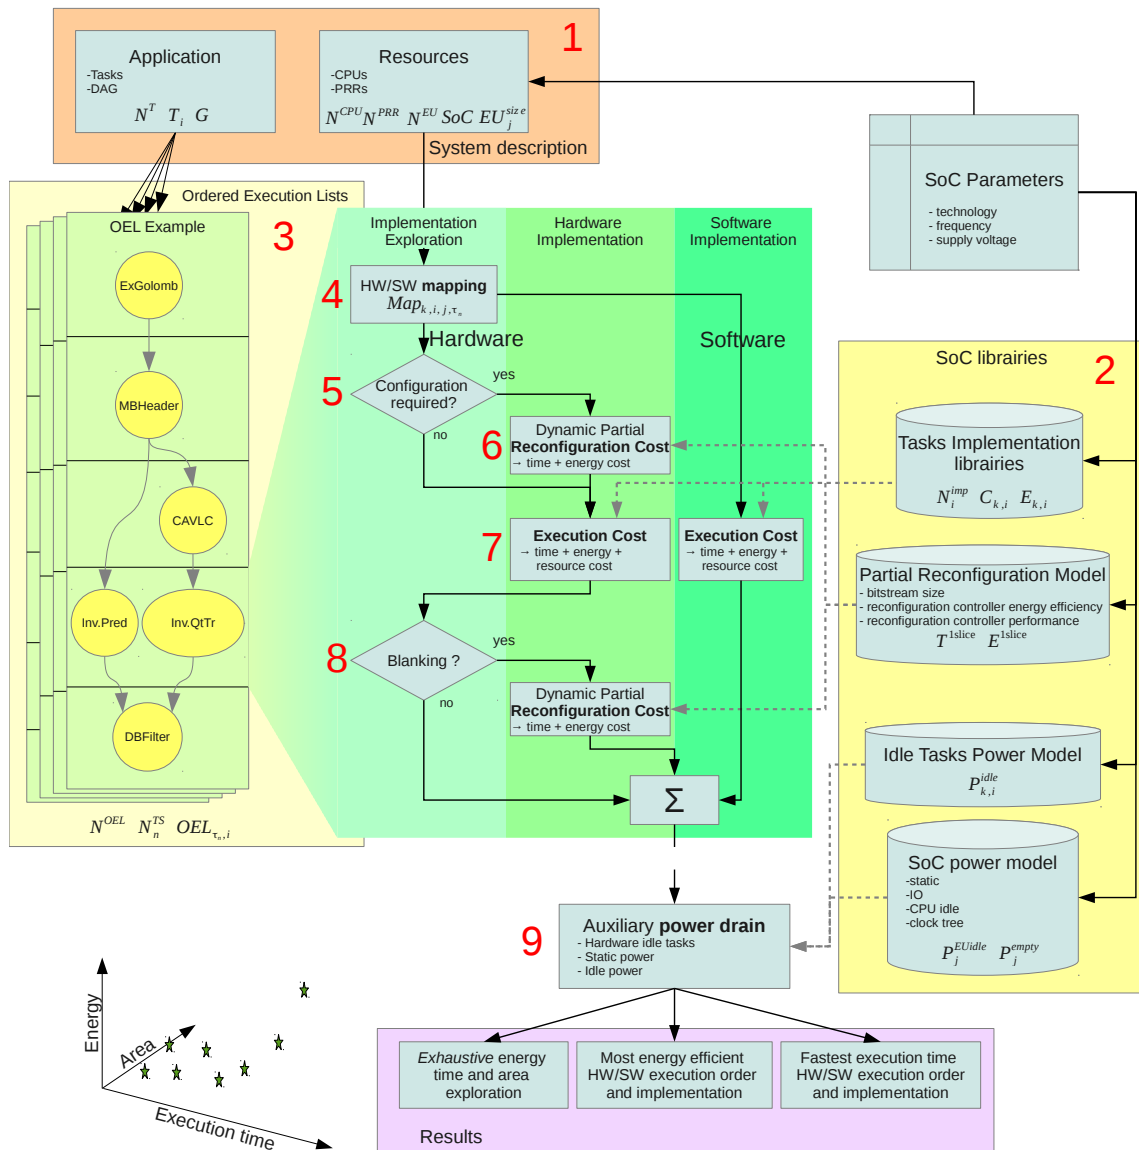 1
Application
-Tasks
-DAG
N^T T_i G
Resources
-CPUs
-PRRs
N^CPU N^PRR N^EU SoC EU_j^size
System description
SoC Parameters
- technology
- frequency
- supply voltage
Ordered Execution Lists
OEL Example
3
ExGolomb
MBHeader
CAVLC
Inv.Pred
Inv.QtTr
DBFilter
N^OEL N_n^TS OEL_τn,i
Implementation
Exploration
Hardware
Implementation
Software
Implementation
4
HW/SW mapping
Map_k,i,j,τn
Hardware
Software
5
Configuration
required?
yes
no
6
Dynamic Partial
Reconfiguration Cost
→ time + energy cost
7
Execution Cost
→ time + energy +
resource cost
Execution Cost
→ time + energy +
resource cost
8
Blanking ?
yes
no
Dynamic Partial
Reconfiguration Cost
→ time + energy cost
Σ
SoC librairies
2
Tasks Implementation
librairies
N_i^imp C_k,i E_k,i
Partial Reconfiguration Model
- bitstream size
- reconfiguration controller energy efficiency
- reconfiguration controller performance
T^1slice E^1slice
Idle Tasks Power Model
P_k,i^idle
SoC power model
-static
-IO
-CPU idle
-clock tree
P_j^EUidle P_j^empty
9
Auxiliary power drain
- Hardware idle tasks
- Static power
- Idle power
Energy
Area
Execution time
Exhaustive energy
time and area
exploration
Most energy efficient
HW/SW execution order
and implementation
Fastest execution time
HW/SW execution order
and implementation
Results